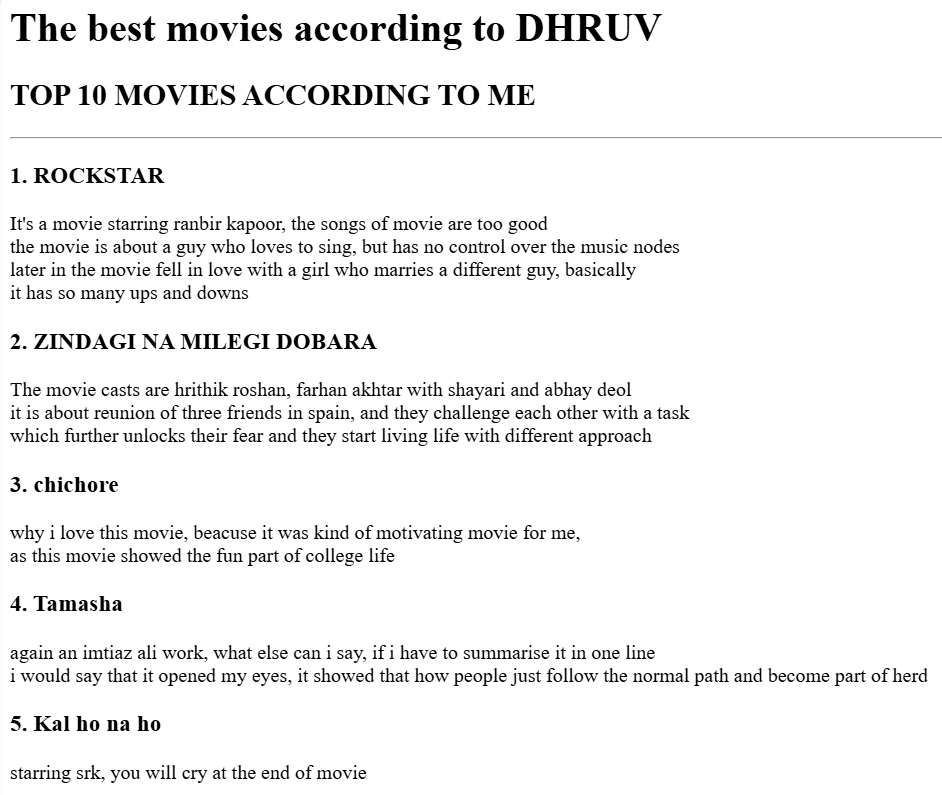 The best movies according to DHRUV
TOP 10 MOVIES ACCORDING TO ME
1. ROCKSTAR
It's a movie starring ranbir kapoor, the songs of movie are too good
the movie is about a guy who loves to sing, but has no control over the music nodes
later in the movie fell in love with a girl who marries a different guy, basically
it has so many ups and downs
2. ZINDAGI NA MILEGI DOBARA
The movie casts are hrithik roshan, farhan akhtar with shayari and abhay deol
it is about reunion of three friends in spain, and they challenge each other with a task
which further unlocks their fear and they start living life with different approach
3. chichore
why i love this movie, beacuse it was kind of motivating movie for me,
as this movie showed the fun part of college life
4. Tamasha
again an imtiaz ali work, what else can i say, if i have to summarise it in one line
i would say that it opened my eyes, it showed that how people just follow the normal path and become part of herd
5. Kal ho na ho
starring srk, you will cry at the end of movie